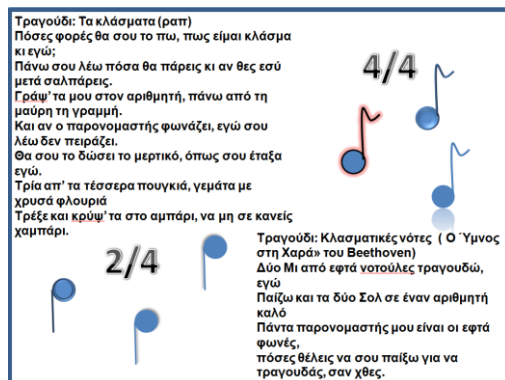 Τραγούδι: Τα κλάσματα (ραπ)
Πόσες φορές θα σου το πω, πως είμαι κλάσμα
κι εγώ;
Πάνω σου λέω πόσα θα πάρεις κι αν θες εσύ
μετά σαλπάρεις.
Γράψ' τα μου στον αριθμητή, πάνω από τη
μαύρη τη γραμμή.
Και αν ο παρονομαστής φωνάζει, εγώ σου
λέω δεν πειράζει.
Θα σου το δώσει το μερτικό, όπως σου έταξα
εγώ.
Τρία απ' τα τέσσερα πουγκιά, γεμάτα με
χρυσά φλουριά
Τρέξε και κρύψ' τα στο αμπάρι, να μη σε κανείς
χαμπάρι.
4/4
2/4
Τραγούδι: Κλασματικές νότες ( Ο Ύμνος
στη Χαρά» του Beethoven)
Δύο Μι από εφτά νοτούλες τραγουδώ,
εγώ
Παίζω και τα δύο Σολ σε έναν αριθμητή
καλό
Πάντα παρονομαστής μου είναι οι εφτά
φωνές,
πόσες θέλεις να σου παίξω για να
τραγουδάς, σαν χθες.